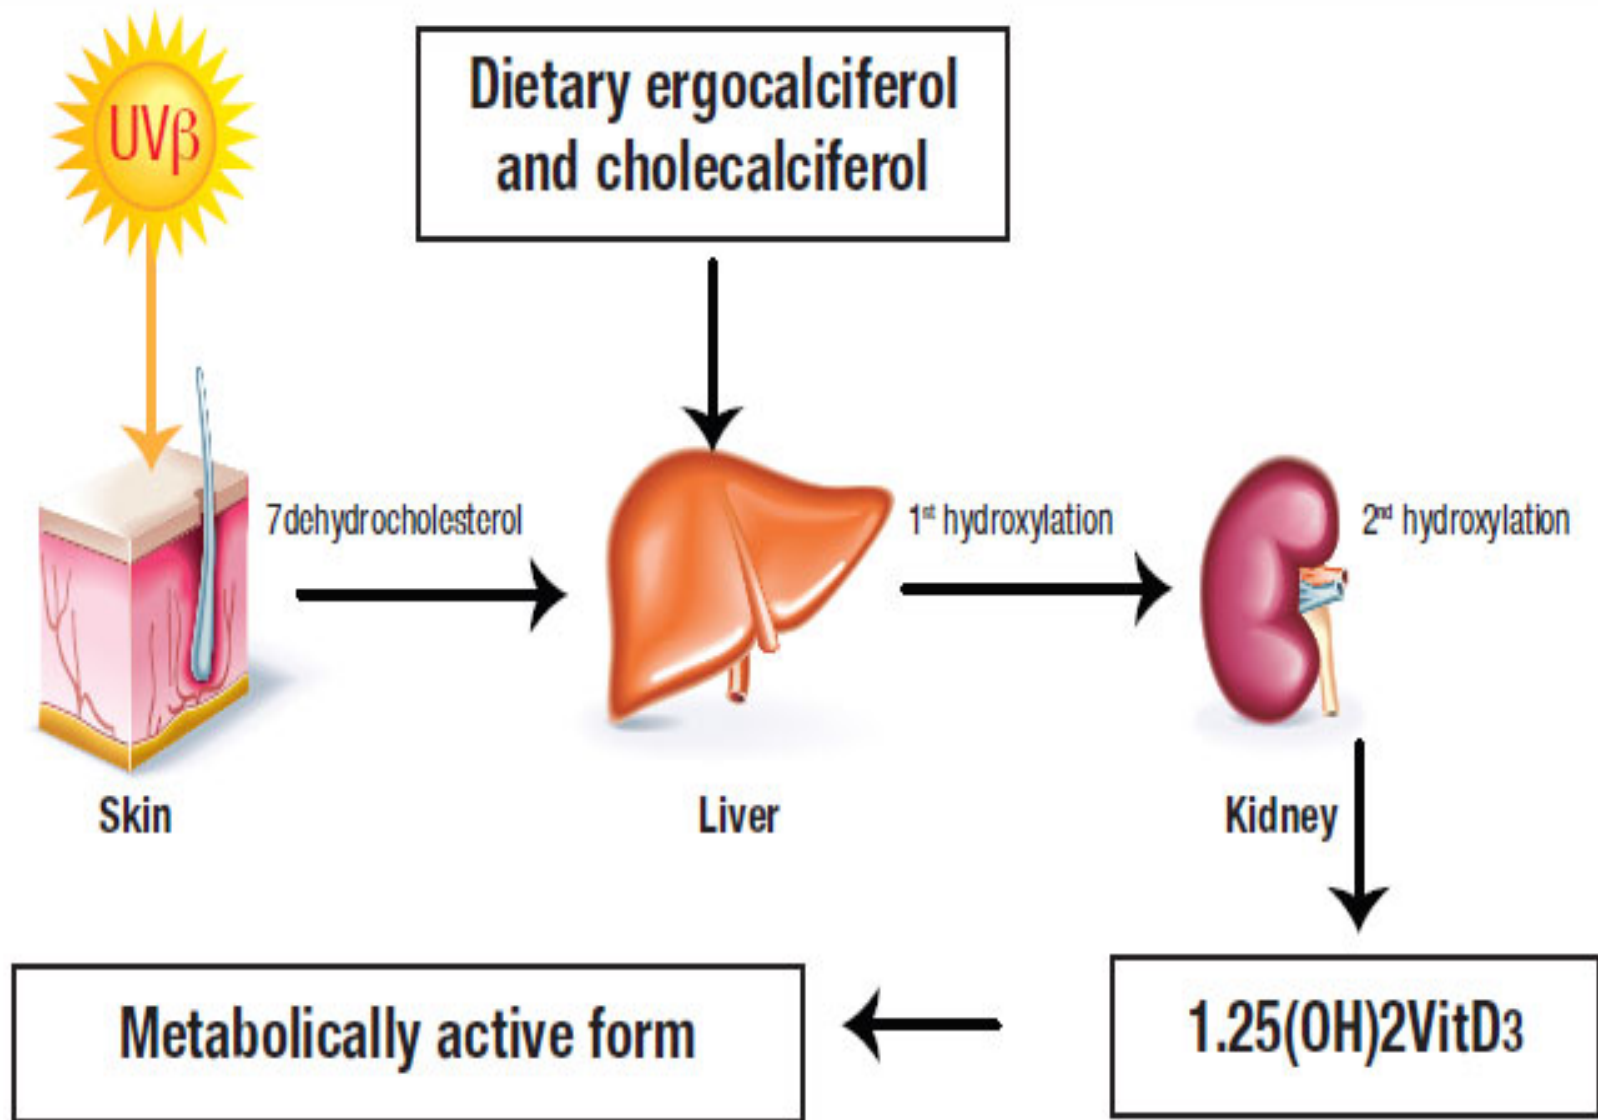 UVβ
Dietary ergocalciferol
and cholecalciferol
7dehydrocholesterol
1st hydroxylation
2nd hydroxylation
Skin
Liver
Kidney
Metabolically active form
1.25(OH)2VitD3